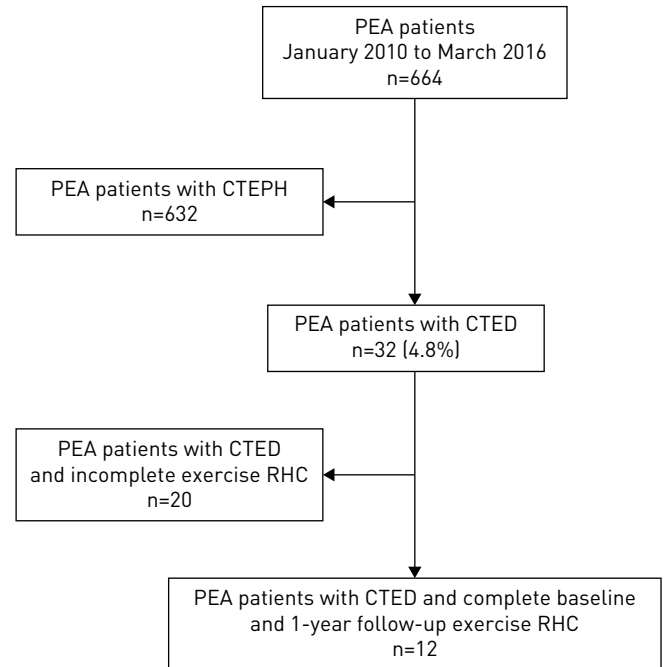 PEA patients
January 2010 to March 2016
n=664
PEA patients with CTEPH
n=632
PEA patients with CTED
n=32 (4.8%)
PEA patients with CTED
and incomplete exercise RHC
n=20
PEA patients with CTED and complete baseline
and 1-year follow-up exercise RHC
n=12